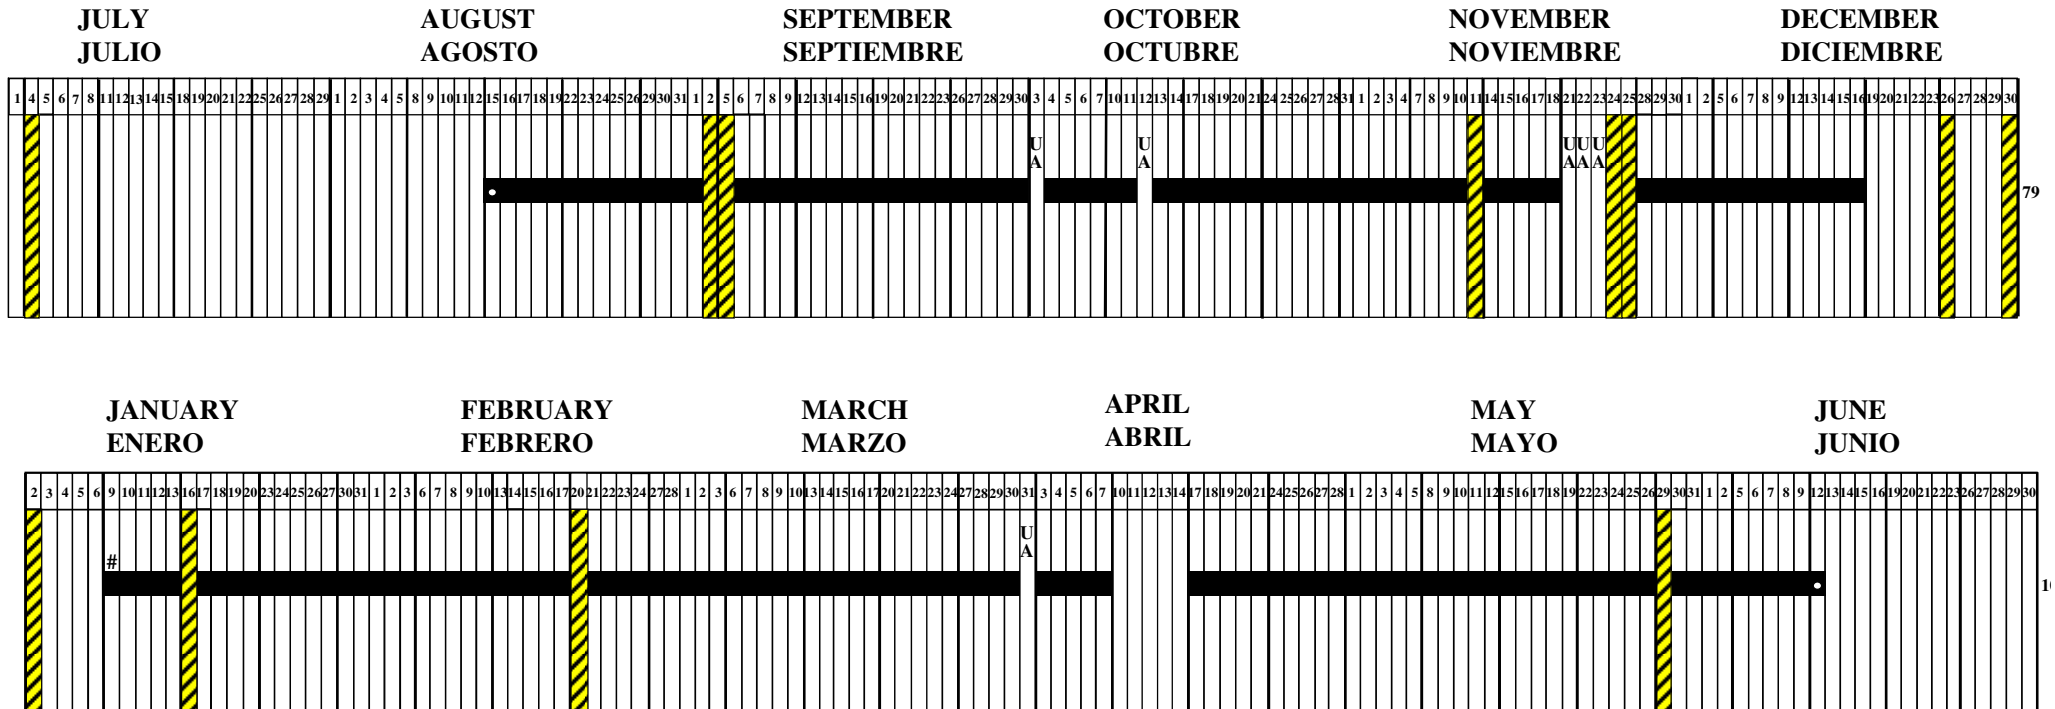 JULY AUGUST SEPTEMBER OCTOBER NOVEMBER DECEMBER
JULIO AGOSTO SEPTIEMBRE OCTUBRE NOVIEMBRE DICIEMBRE
1 4 5 6 7 8 11 12 13 14 15 18 19 20 21 22 25 26 27 28 29 1 2 3 4 5 8 9 10 11 12 15 16 17 18 19 22 23 24 25 26 29 30 31 1 2 5 6 7 8 9 12 13 14 15 16 19 20 21 22 23 26 27 28 29 30 3 4 5 6 7 10 11 12 13 14 17 18 19 20 21 24 25 26 27 28 31 1 2 3 4 7 8 9 10 11 14 15 16 17 18 21 22 23 24 25 28 29 30 1 2 5 6 7 8 9 12 13 14 15 16 19 20 21 22 23 26 27 28 29 30
U U U U U
A A A A A
79
JANUARY FEBRUARY MARCH APRIL MAY JUNE
ENERO FEBRERO MARZO ABRIL MAYO JUNIO
2 3 4 5 6 9 10 11 12 13 16 17 18 19 20 23 24 25 26 27 30 31 1 2 3 6 7 8 9 10 13 14 15 16 17 20 21 22 23 24 27 28 1 2 3 6 7 8 9 10 13 14 15 16 17 20 21 22 23 24 27 28 29 30 31 3 4 5 6 7 10 11 12 13 14 17 18 19 20 21 24 25 26 27 28 1 2 3 4 5 8 9 10 11 12 15 16 17 18 19 22 23 24 25 26 29 30 31 1 2 5 6 7 8 9 12 13 14 15 16 19 20 21 22 23 26 27 28 29 30
U
A
#